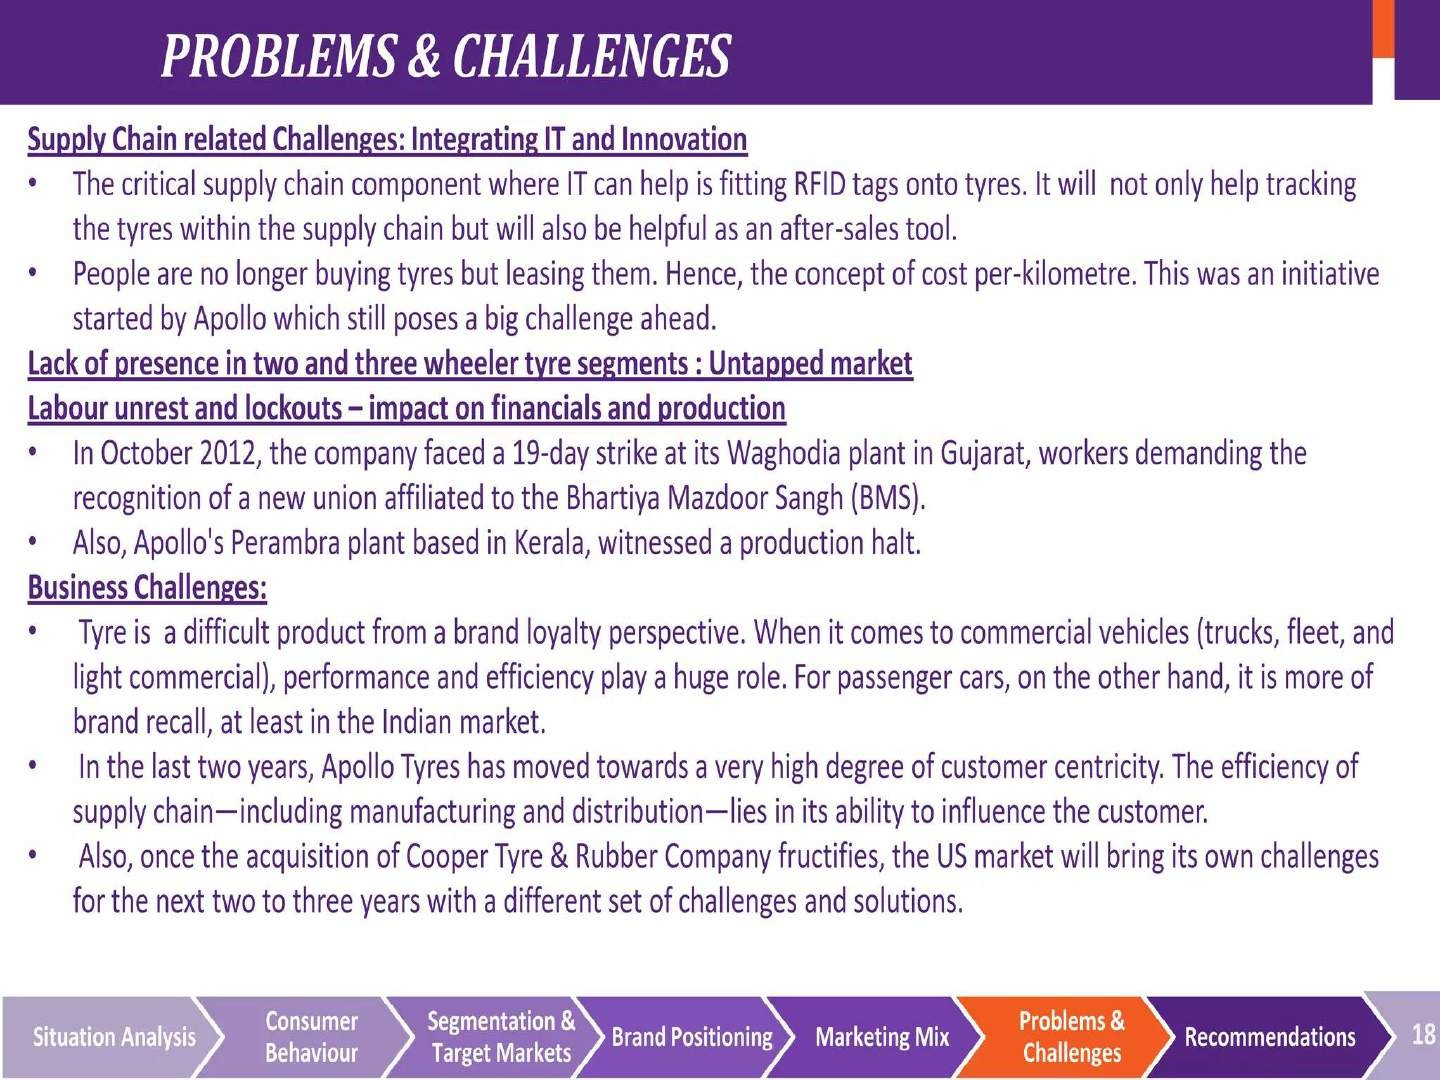 PROBLEMS & CHALLENGES
Supply Chain related Challenges: Integrating IT and Innovation
• The critical supply chain component where IT can help is fitting RFID tags onto tyres. It will not only help tracking
the tyres within the supply chain but will also be helpful as an after-sales tool.
• People are no longer buying tyres but leasing them. Hence, the concept of cost per-kilometre. This was an initiative
started by Apollo which still poses a big challenge ahead.
Lack of presence in two and three wheeler tyre segments : Untapped market
Labour unrest and lockouts – impact on financials and production
• In October 2012, the company faced a 19-day strike at its Waghodia plant in Gujarat, workers demanding the
recognition of a new union affiliated to the Bhartiya Mazdoor Sangh (BMS).
• Also, Apollo's Perambra plant based in Kerala, witnessed a production halt.
Business Challenges:
• Tyre is a difficult product from a brand loyalty perspective. When it comes to commercial vehicles (trucks, fleet, and
light commercial), performance and efficiency play a huge role. For passenger cars, on the other hand, it is more of
brand recall, at least in the Indian market.
• In the last two years, Apollo Tyres has moved towards a very high degree of customer centricity. The efficiency of
supply chain—including manufacturing and distribution—lies in its ability to influence the customer.
• Also, once the acquisition of Cooper Tyre & Rubber Company fructifies, the US market will bring its own challenges
for the next two to three years with a different set of challenges and solutions.
Situation Analysis
Consumer
Behaviour
Segmentation &
Target Markets
Brand Positioning
Marketing Mix
Problems &
Challenges
Recommendations
18